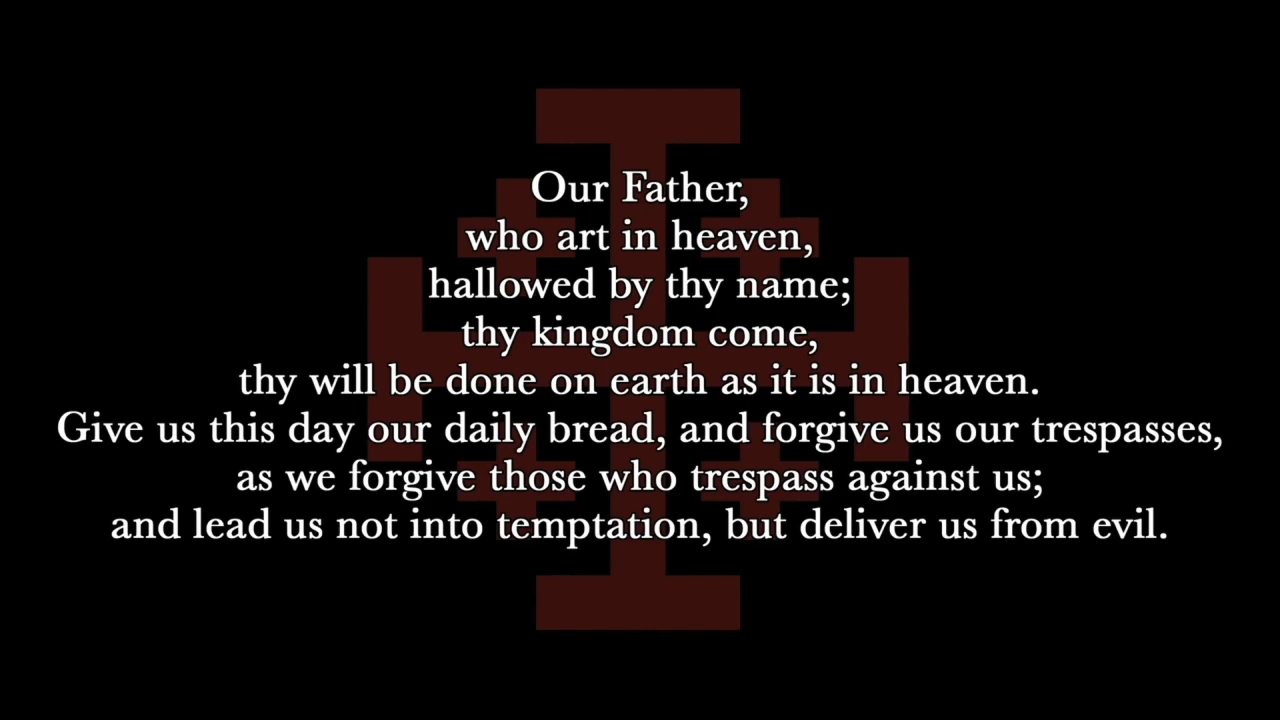 Our Father,
who art in heaven,
hallowed by thy name;
thy kingdom come,
thy will be done on earth as it is in heaven.
Give us this day our daily bread, and forgive us our trespasses,
as we forgive those who trespass against us;
and lead us not into temptation, but deliver us from evil.